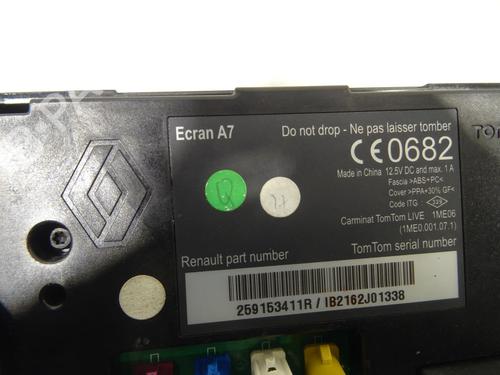 Ecran A7
Do not drop - Ne pas laisser tomber
CE0682
Made in China 12.5V DC and max. 1 A
Fascia >ABS+PC<
Cover >PPA+30% GF<
Code ITG
Carminat TomTom LIVE 1ME06
(1ME0.001.07.1)
Renault part number
TomTom serial number
259153411R / IB2162J01338
TOM